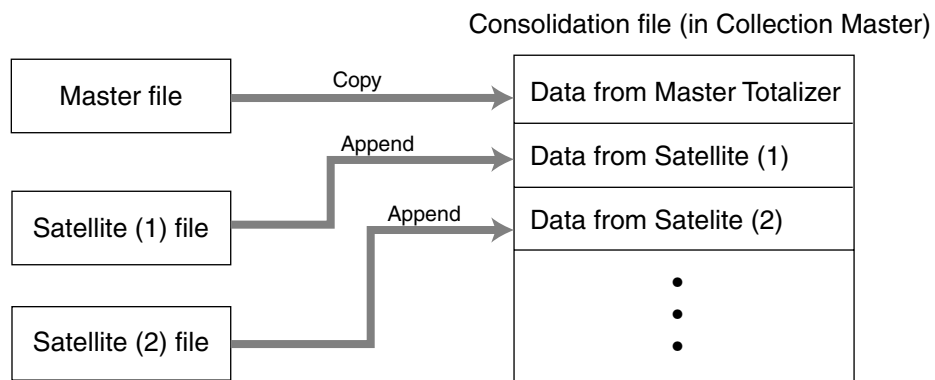 Consolidation file (in Collection Master)
Master file
Copy
Data from Master Totalizer
Append
Data from Satellite (1)
Satellite (1) file
Append
Data from Satelite (2)
Satellite (2) file